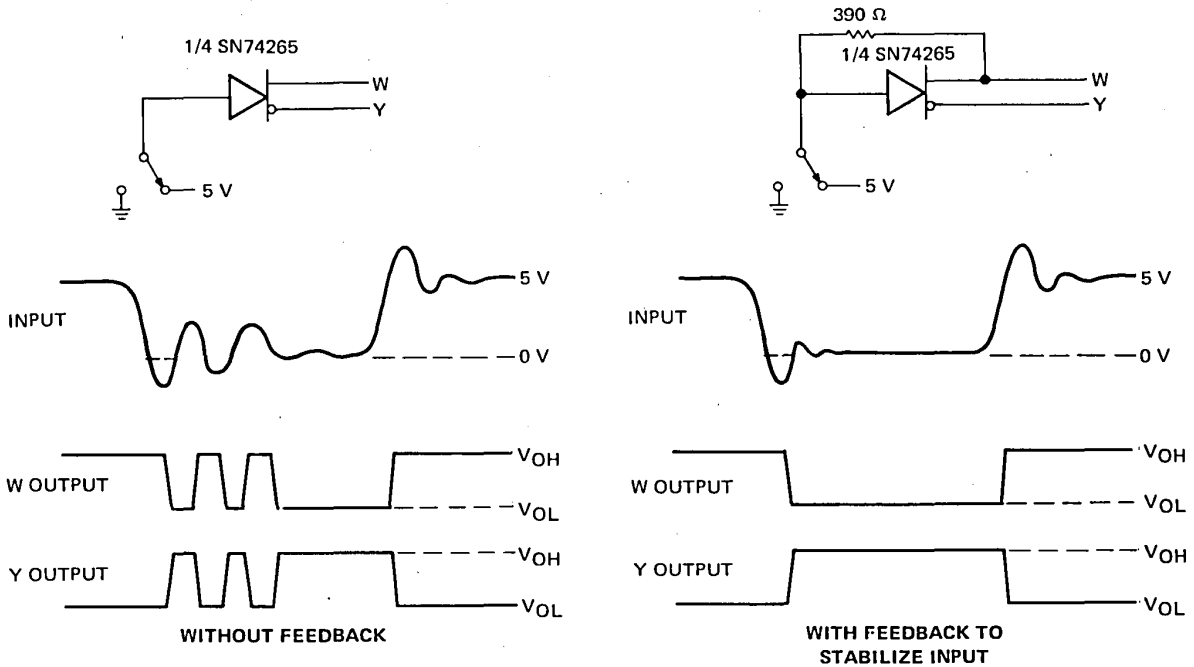 1/4 SN74265
W
Y
5 V
INPUT
5 V
0 V
W OUTPUT
VOH
VOL
Y OUTPUT
VOH
VOL
WITHOUT FEEDBACK
390 Ω
1/4 SN74265
W
Y
5 V
INPUT
5 V
0 V
W OUTPUT
VOH
VOL
Y OUTPUT
VOH
VOL
WITH FEEDBACK TO
STABILIZE INPUT